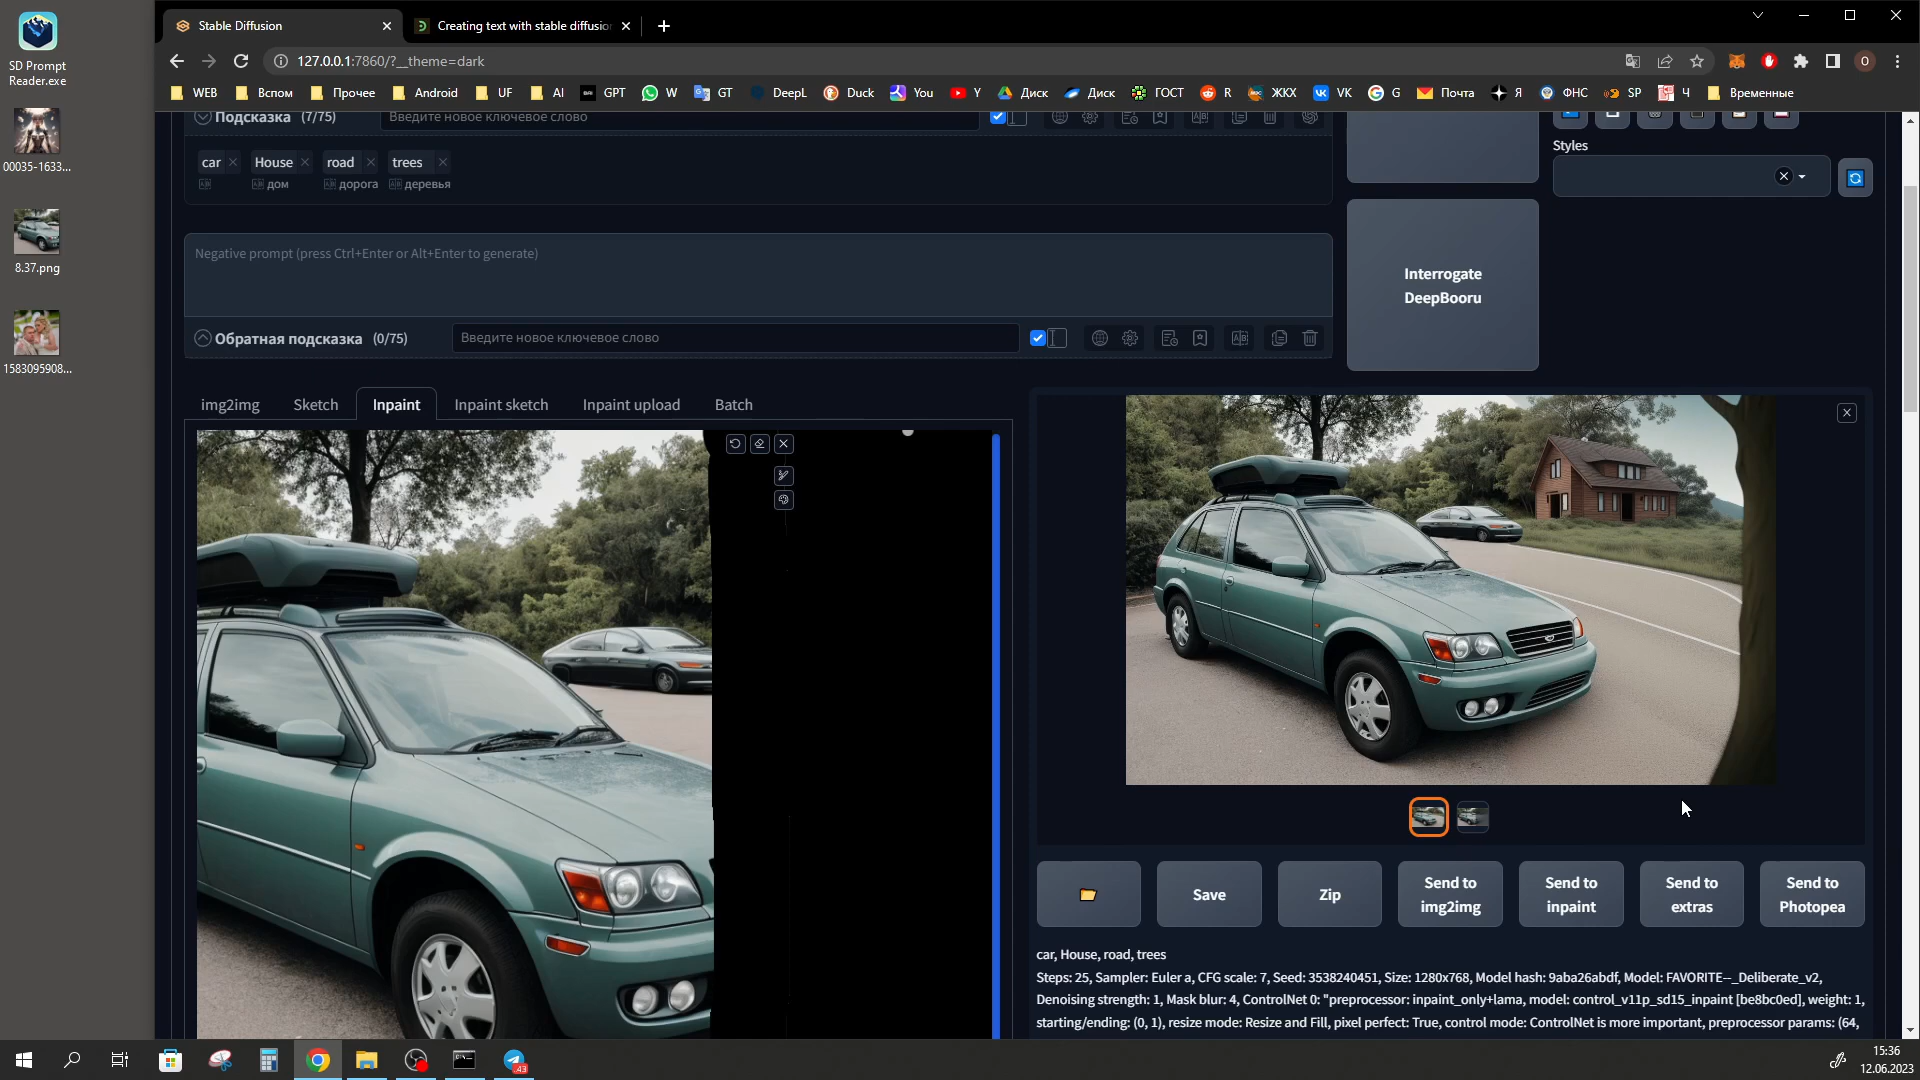 SD Prompt
Reader.exe
00035-1633...
8.37.png
1583095908...
Stable Diffusion
Creating text with stable diffusion
127.0.0.1:7860/?__theme=dark
WEB
Вспом
Прочее
Android
UF
AI
GPT
W
GT
DeepL
Duck
You
Y
Диск
Диск
ГОСТ
R
ЖКХ
VK
G
Почта
Я
ФНС
SP
Ч
Временные
Подсказка (7/75)
Введите новое ключевое слово
car
House
road
trees
дом
дорога
деревья
Styles
Negative prompt (press Ctrl+Enter or Alt+Enter to generate)
Interrogate
DeepBooru
Обратная подсказка (0/75)
Введите новое ключевое слово
img2img
Sketch
Inpaint
Inpaint sketch
Inpaint upload
Batch
Save
Zip
Send to
img2img
Send to
inpaint
Send to
extras
Send to
Photopea
car, House, road, trees
Steps: 25, Sampler: Euler a, CFG scale: 7, Seed: 3538240451, Size: 1280x768, Model hash: 9aba26abdf, Model: FAVORITE--_Deliberate_v2,
Denoising strength: 1, Mask blur: 4, ControlNet 0: "preprocessor: inpaint_only+lama, model: control_v11p_sd15_inpaint [be8bc0ed], weight: 1,
starting/ending: (0, 1), resize mode: Resize and Fill, pixel perfect: True, control mode: ControlNet is more important, preprocessor params: (64,
43
15:36
12.06.2023